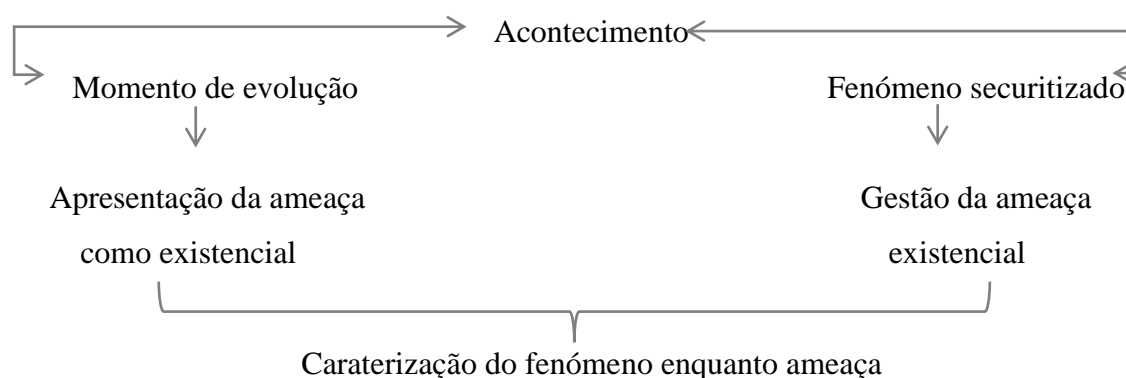 Acontecimento
Momento de evolução
Fenómeno securitizado
Apresentação da ameaça
como existencial
Gestão da ameaça
existencial
Caraterização do fenómeno enquanto ameaça